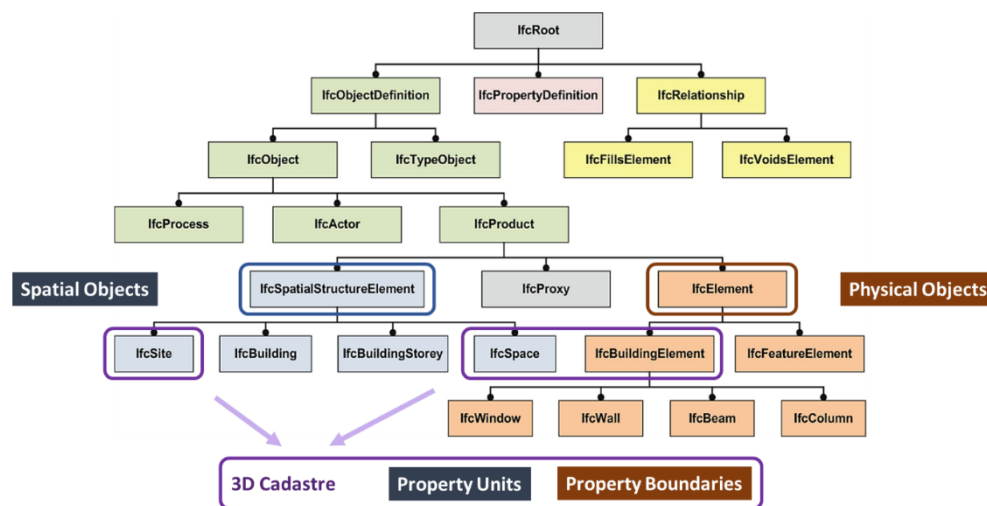 IfcRoot
IfcObjectDefinition
IfcPropertyDefinition
IfcRelationship
IfcObject
IfcTypeObject
IfcFillsElement
IfcVoidsElement
IfcProcess
IfcActor
IfcProduct
Spatial Objects
IfcSpatialStructureElement
IfcProxy
IfcElement
Physical Objects
IfcSite
IfcBuilding
IfcBuildingStorey
IfcSpace
IfcBuildingElement
IfcFeatureElement
IfcWindow
IfcWall
IfcBeam
IfcColumn
3D Cadastre
Property Units
Property Boundaries